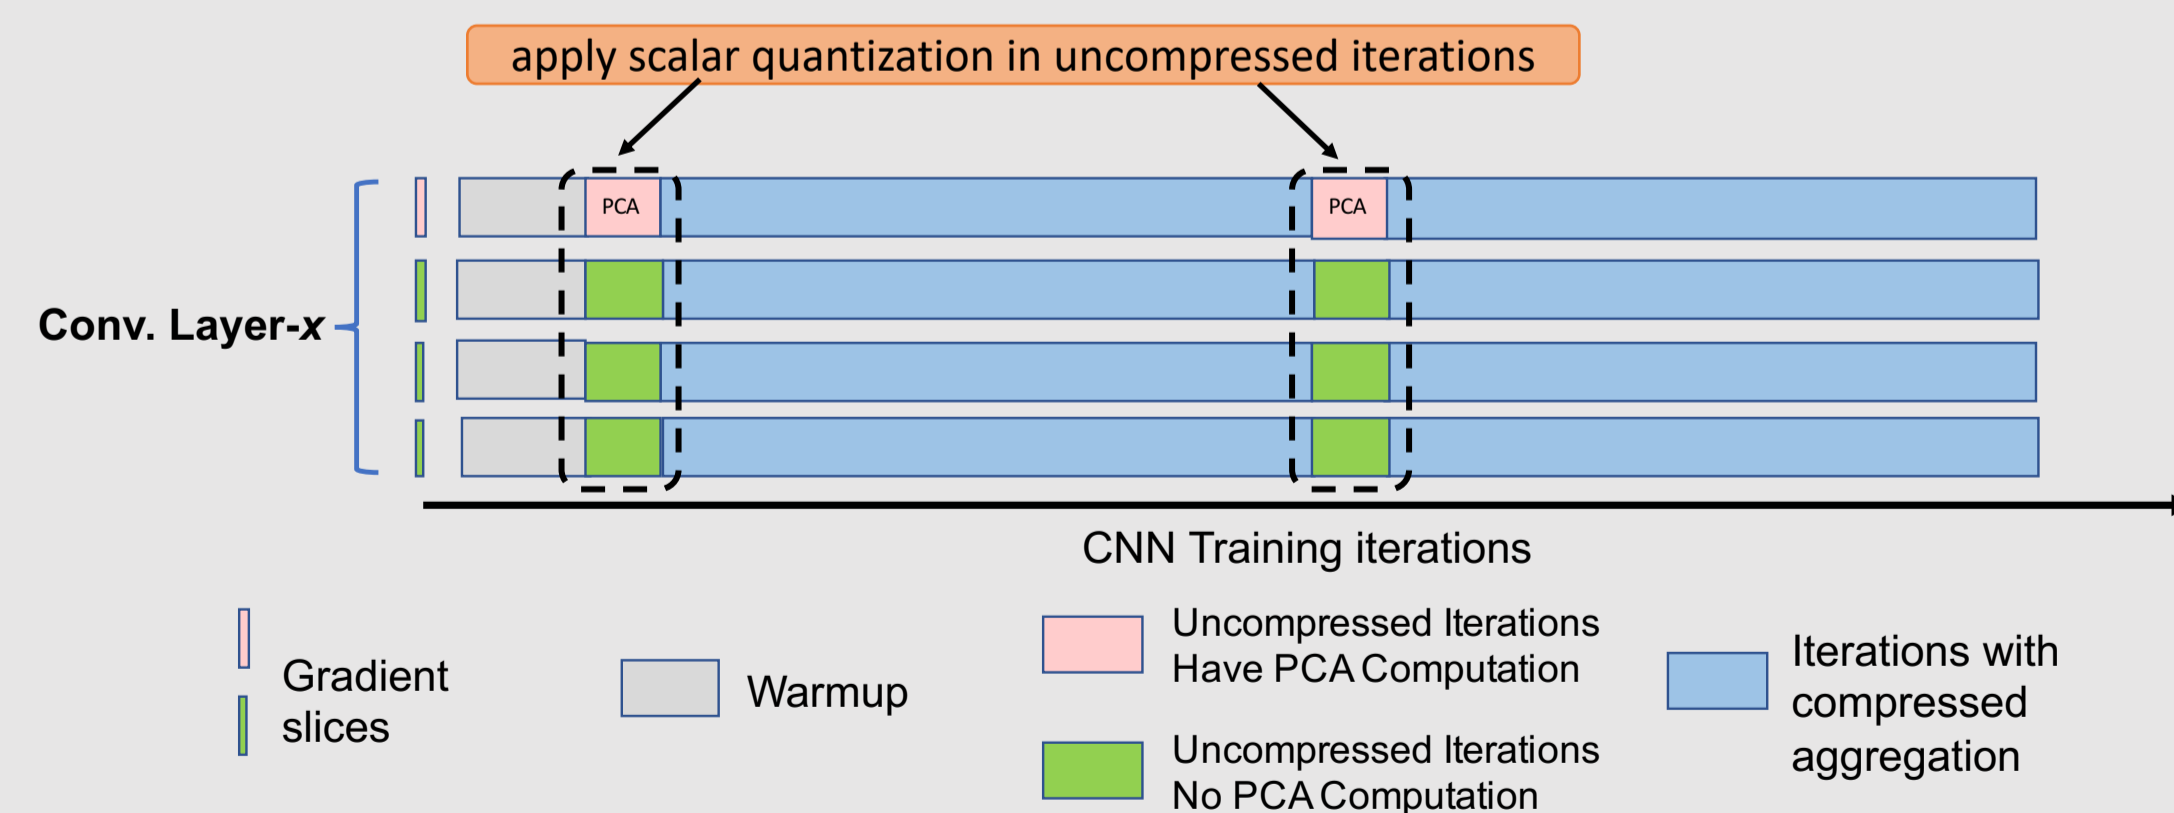 apply scalar quantization in uncompressed iterations
PCA
PCA
Conv. Layer-x
CNN Training iterations
Gradient
slices
Warmup
Uncompressed Iterations
Have PCA Computation
Uncompressed Iterations
No PCA Computation
Iterations with
compressed
aggregation